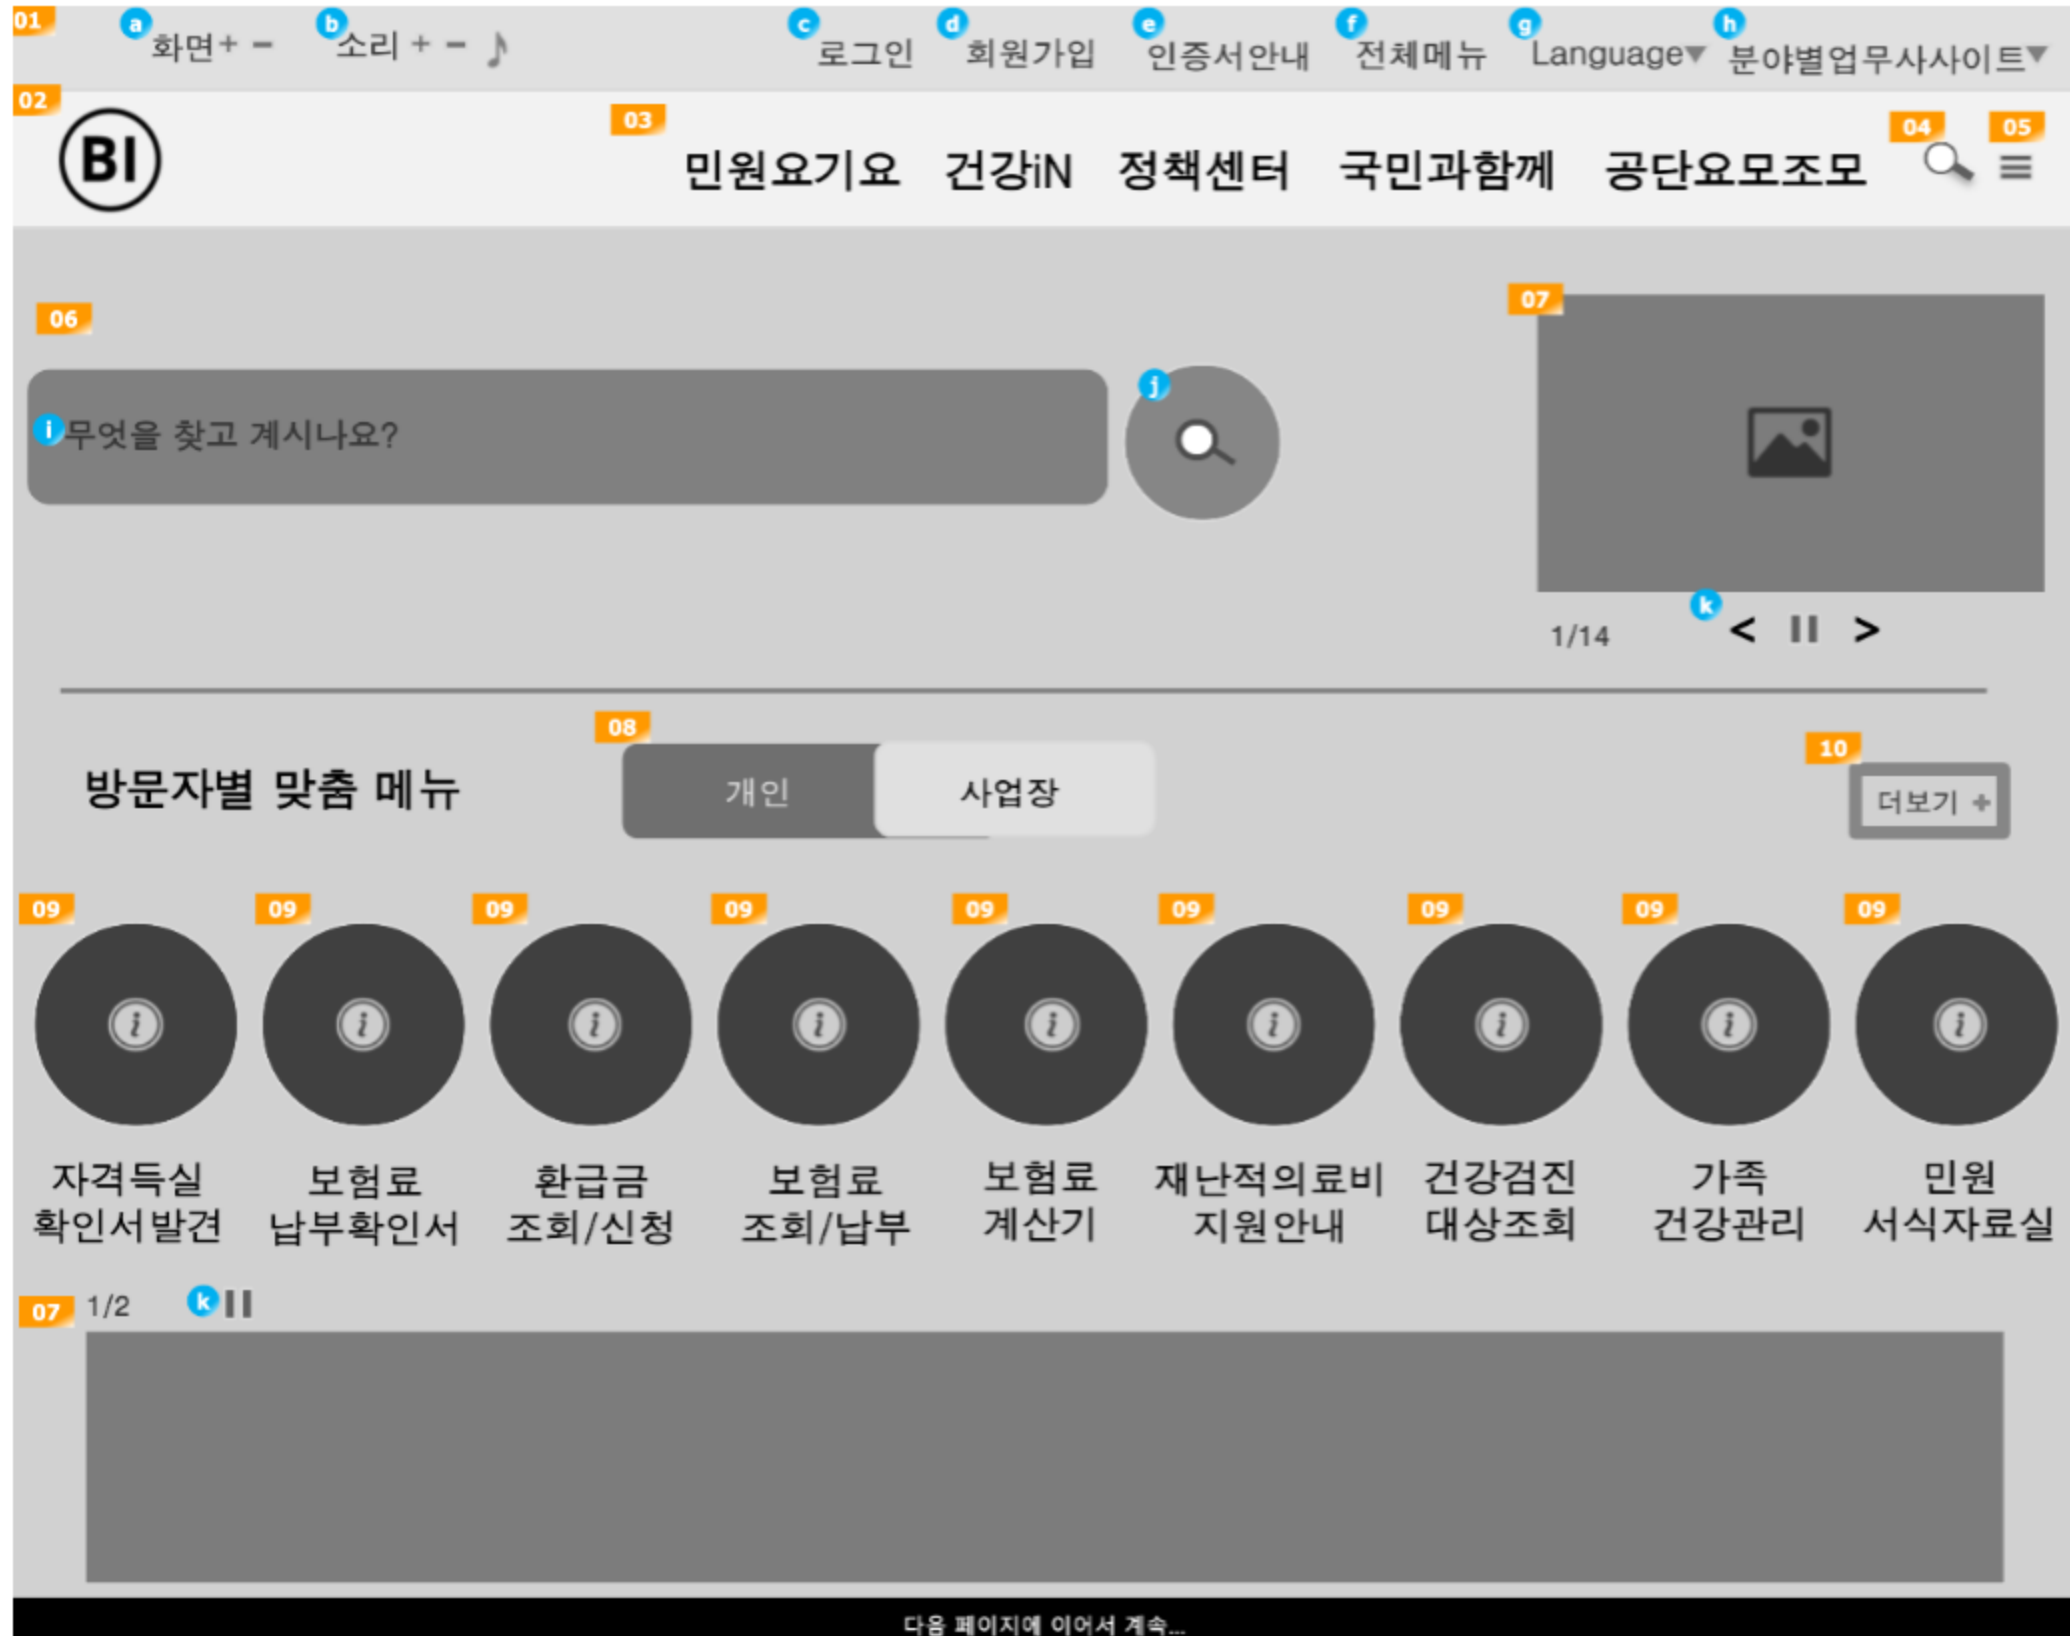 01 a 화면+ - b 소리 + - ♪ c 로그인 d 회원가입 e 인증서안내 f 전체메뉴 g Language▼ h 분야별업무사사이트▼
02 BI 03 민원요기요 건강iN 정책센터 국민과함께 공단요모조모 04 05
06
i 무엇을 찾고 계시나요? j
07
1/14 k < >
방문자별 맞춤 메뉴 08 개인 사업장 10 더보기 +
09 09 09 09 09 09 09 09 09
i i i i i i i i i
자격득실 보험료 환급금 보험료 보험료 재난적의료비 건강검진 가족 민원
확인서발견 납부확인서 조회/신청 조회/납부 계산기 지원안내 대상조회 건강관리 서식자료실
07 1/2 k
다음 페이지에 이어서 계속...